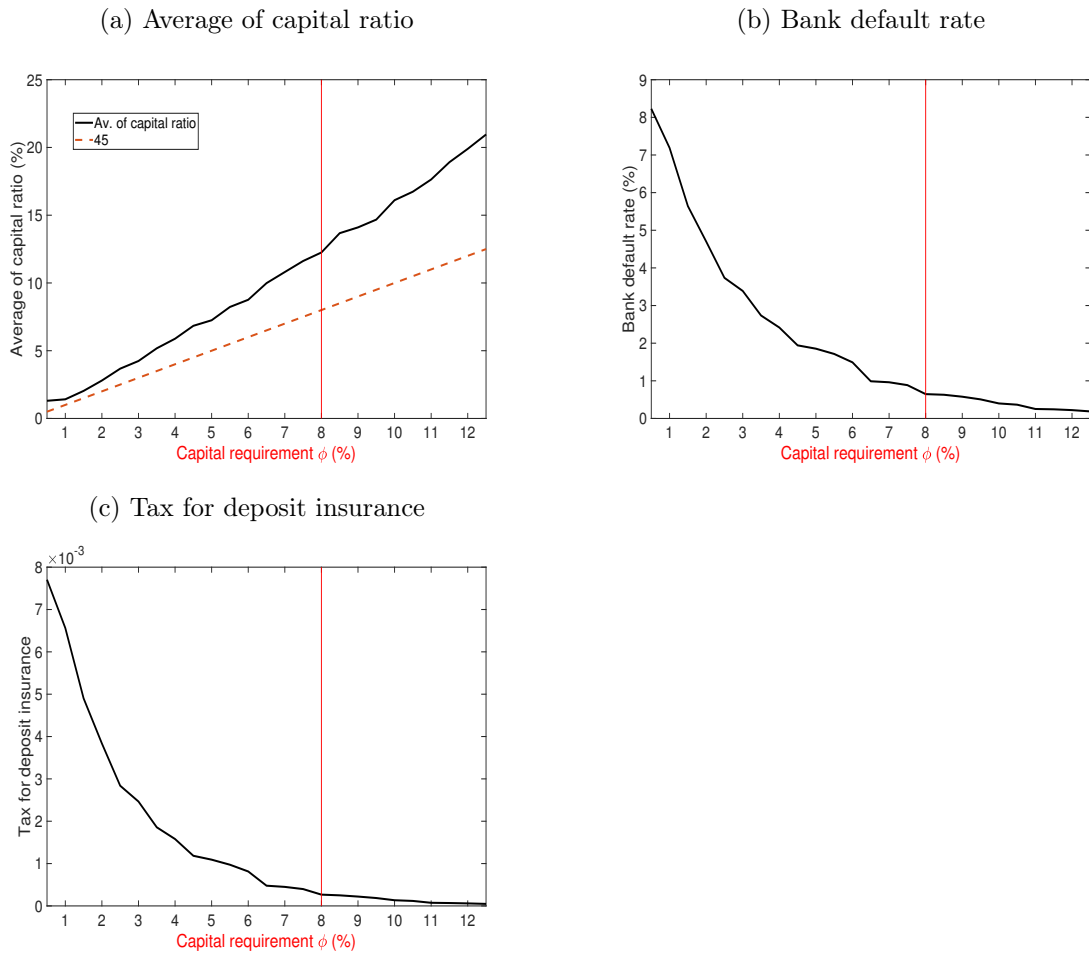 (a) Average of capital ratio
Average of capital ratio (%)
25
20
15
10
5
0
Av. of capital ratio
45
1 2 3 4 5 6 7 8 9 10 11 12
Capital requirement ϕ (%)
(b) Bank default rate
Bank default rate (%)
9
8
7
6
5
4
3
2
1
0
1 2 3 4 5 6 7 8 9 10 11 12
Capital requirement ϕ (%)
(c) Tax for deposit insurance
Tax for deposit insurance
×10⁻³
8
7
6
5
4
3
2
1
0
1 2 3 4 5 6 7 8 9 10 11 12
Capital requirement ϕ (%)